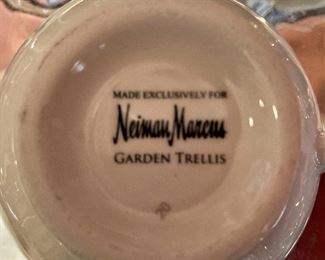 MADE EXCLUSIVELY FOR
Neiman Marcus
GARDEN TRELLIS